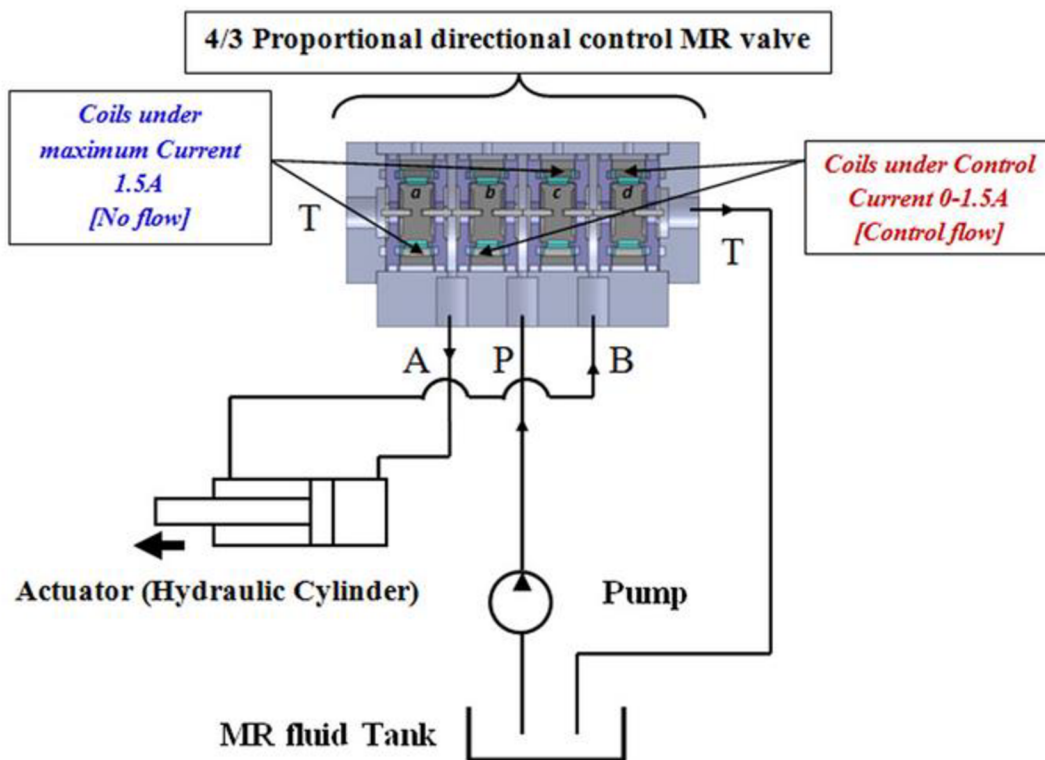 4/3 Proportional directional control MR valve
Coils under
maximum Current
1.5A
[No flow]
Coils under Control
Current 0-1.5A
[Control flow]
a b c d
T
T
A P B
Actuator (Hydraulic Cylinder)
Pump
MR fluid Tank